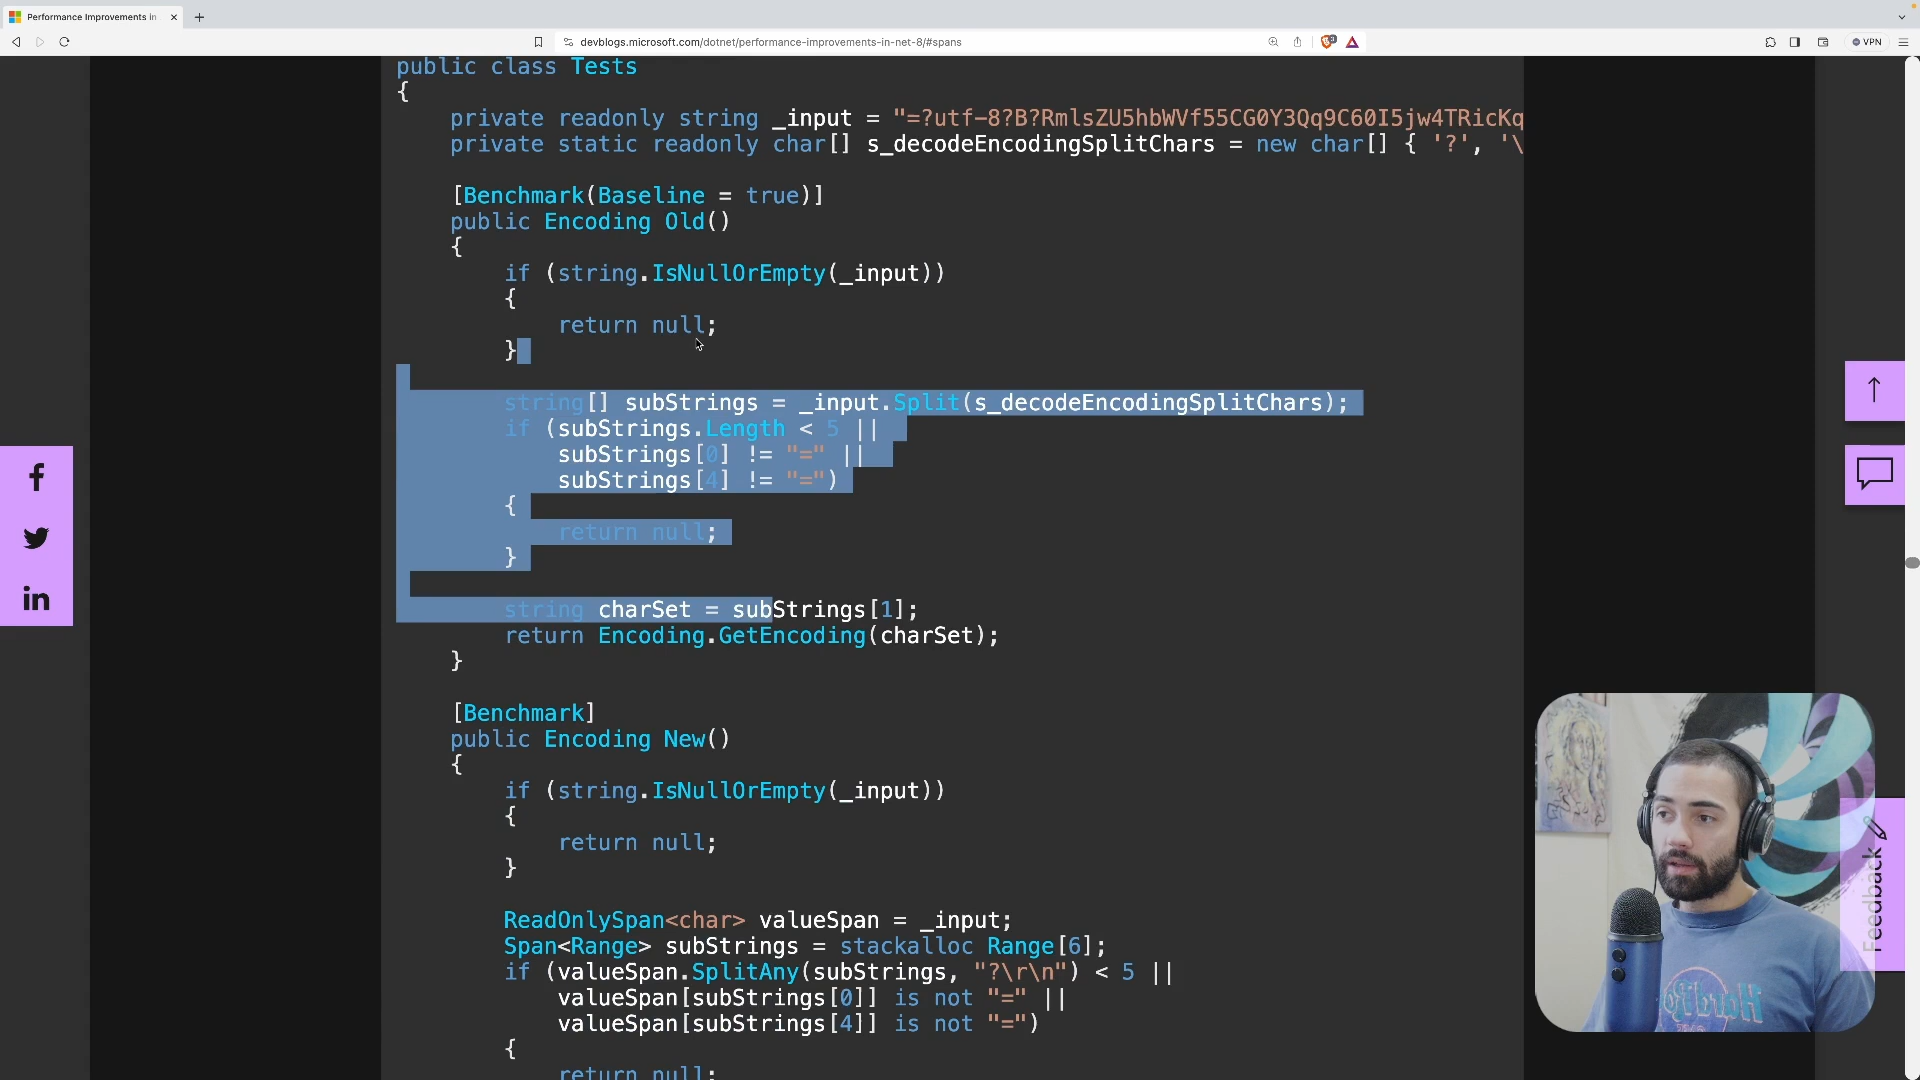 Performance Improvements in
devblogs.microsoft.com/dotnet/performance-improvements-in-net-8/#spans
VPN
public class Tests
{
private readonly string _input = "=?utf-8?B?RmlsZU5hbWVf55CG0Y3Qq9C60I5jw4TRicKq
private static readonly char[] s_decodeEncodingSplitChars = new char[] { '?', '\
[Benchmark(Baseline = true)]
public Encoding Old()
{
if (string.IsNullOrEmpty(_input))
{
return null;
}
string[] subStrings = _input.Split(s_decodeEncodingSplitChars);
if (subStrings.Length < 5 ||
subStrings[0] != "=" ||
subStrings[4] != "=")
{
return null;
}
string charSet = subStrings[1];
return Encoding.GetEncoding(charSet);
}
[Benchmark]
public Encoding New()
{
if (string.IsNullOrEmpty(_input))
{
return null;
}
ReadOnlySpan<char> valueSpan = _input;
Span<Range> subStrings = stackalloc Range[6];
if (valueSpan.SplitAny(subStrings, "?\r\n") < 5 ||
valueSpan[subStrings[0]] is not "=" ||
valueSpan[subStrings[4]] is not "=")
{
return null;
Feedback